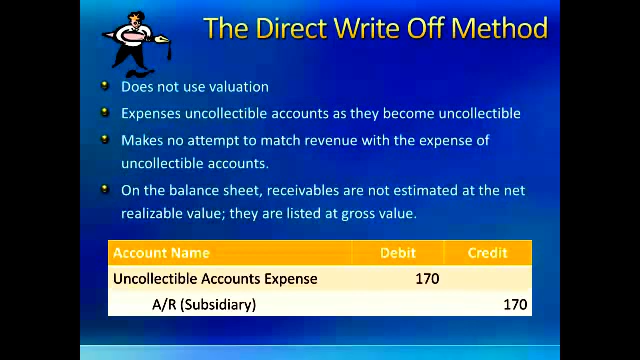 The Direct Write Off Method
Does not use valuation
Expenses uncollectible accounts as they become uncollectible
Makes no attempt to match revenue with the expense of
uncollectible accounts.
On the balance sheet, receivables are not estimated at the net
realizable value; they are listed at gross value.
Account Name Debit Credit
Uncollectible Accounts Expense 170
A/R (Subsidiary) 170